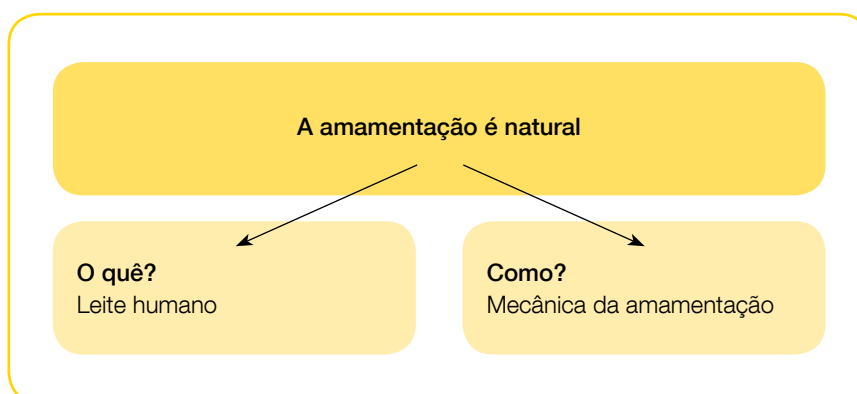 A amamentação é natural
O quê?
Leite humano
Como?
Mecânica da amamentação